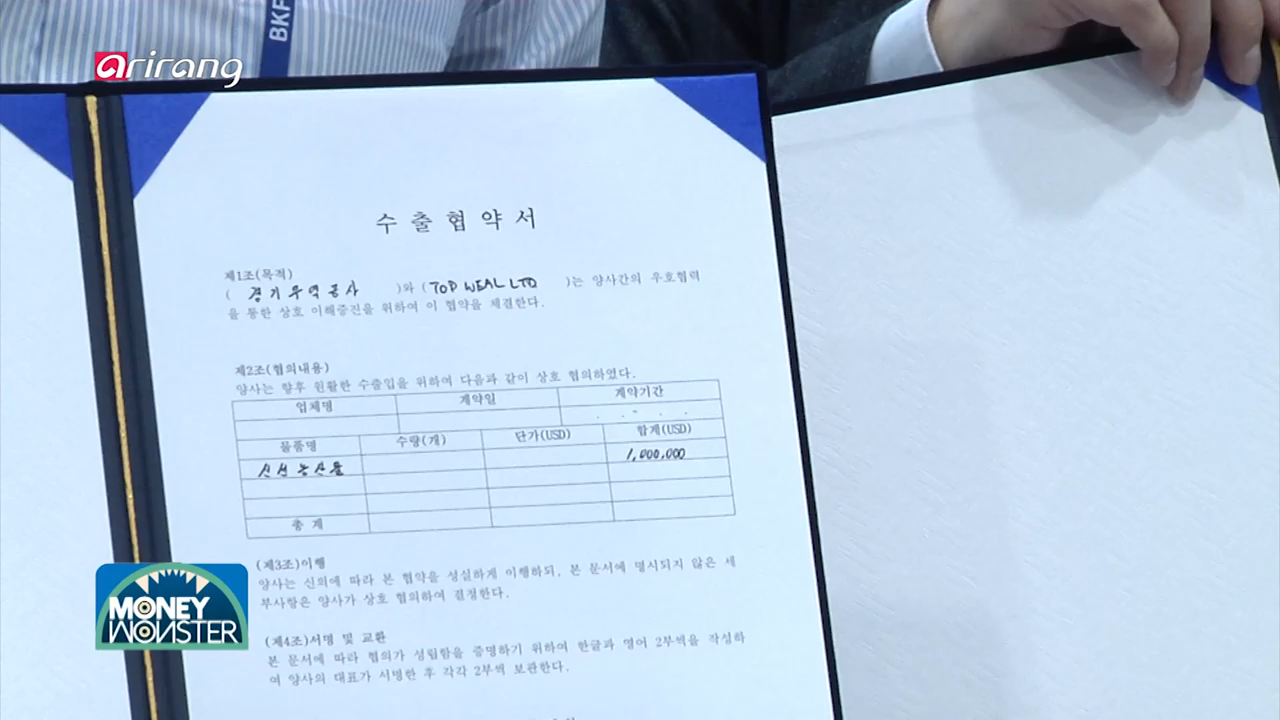 BKF
arirang
수 출 협 약 서
제1조(목적)
( 경기무역공사 )와 (TOP WEAL LTD )는 양사간의 우호협력
을 통한 상호 이해증진을 위하여 이 협약을 체결한다.
제2조(협의내용)
양사는 향후 원활한 수출입을 위하여 다음과 같이 상호 협의하였다.
업체명 계약일 계약기간
. . ~ . .
물품명 수량(개) 단가(USD) 합계(USD)
신선농산물 1,000,000
총 계
(제3조)이행
양사는 신의에 따라 본 협약을 성실하게 이행하되, 본 문서에 명시되지 않은 세
부사항은 양사가 상호 협의하여 결정한다.
(제4조)서명 및 교환
본 문서에 따라 협의가 성립함을 증명하기 위하여 한글과 영어 2부씩을 작성하
여 양사의 대표가 서명한 후 각각 2부씩 보관한다.
MONEY
MONSTER